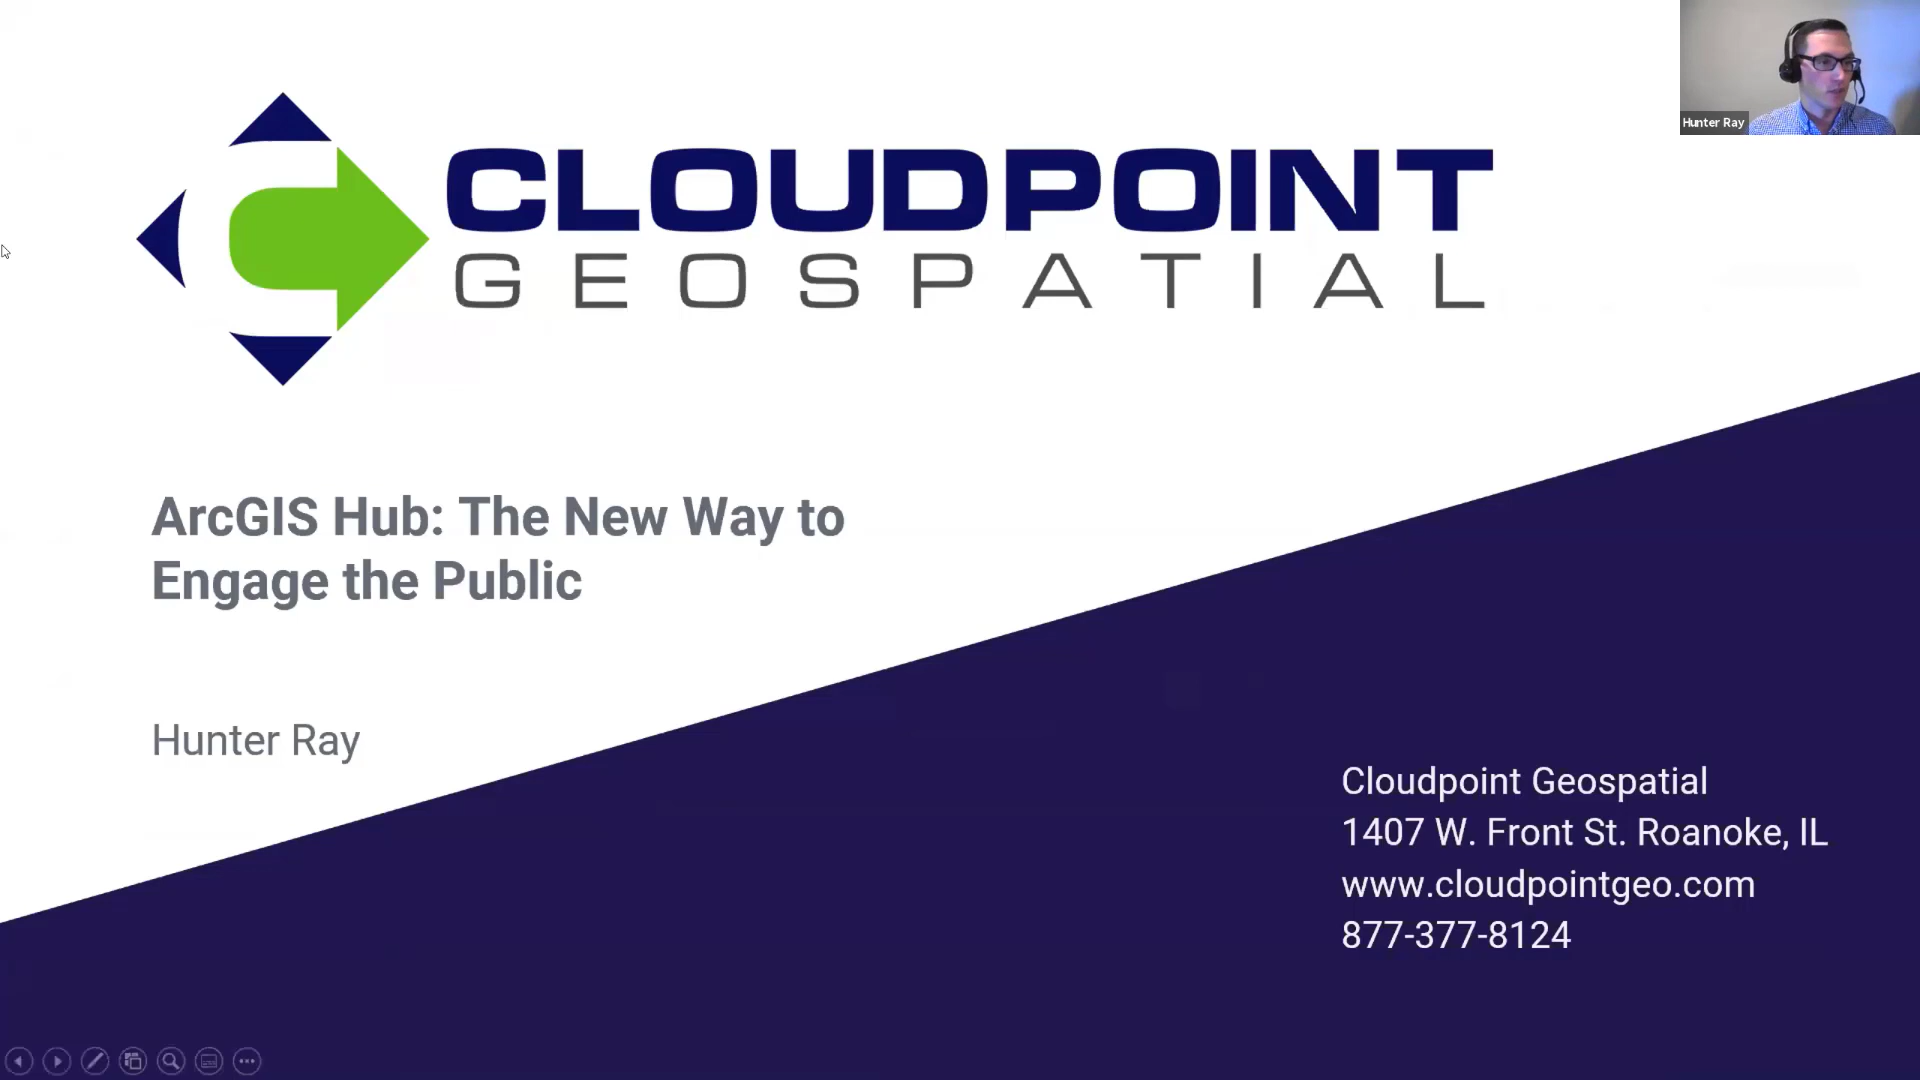 Hunter Ray
CLOUDPOINT
GEOSPATIAL
ArcGIS Hub: The New Way to
Engage the Public
Hunter Ray
Cloudpoint Geospatial
1407 W. Front St. Roanoke, IL
www.cloudpointgeo.com
877-377-8124